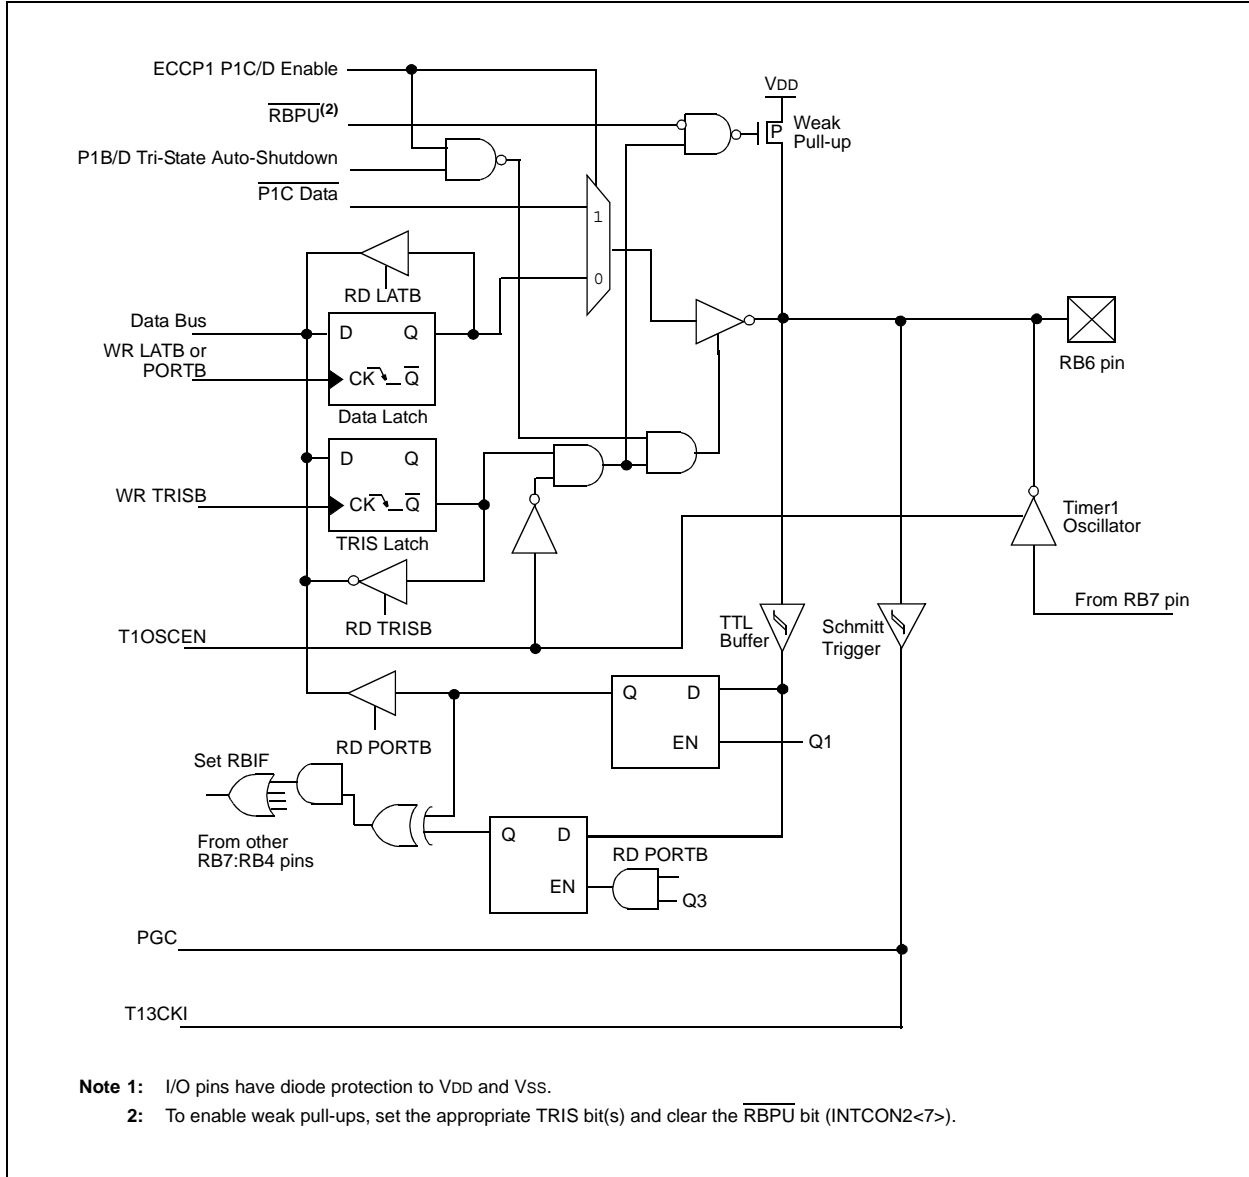 ECCP1 P1C/D Enable
RBPU(2)
P1B/D Tri-State Auto-Shutdown
P1C Data
VDD
P
Weak
Pull-up
1
0
RD LATB
Data Bus
WR LATB or
PORTB
D Q
CK Q
Data Latch
RB6 pin
D Q
CK Q
WR TRISB
TRIS Latch
RD TRISB
T1OSCEN
Timer1
Oscillator
From RB7 pin
TTL
Buffer
Schmitt
Trigger
Q D
EN
Q1
RD PORTB
Set RBIF
From other
RB7:RB4 pins
Q D
EN
RD PORTB
Q3
PGC
T13CKI
Note 1: I/O pins have diode protection to VDD and VSS.
2: To enable weak pull-ups, set the appropriate TRIS bit(s) and clear the RBPU bit (INTCON2<7>).